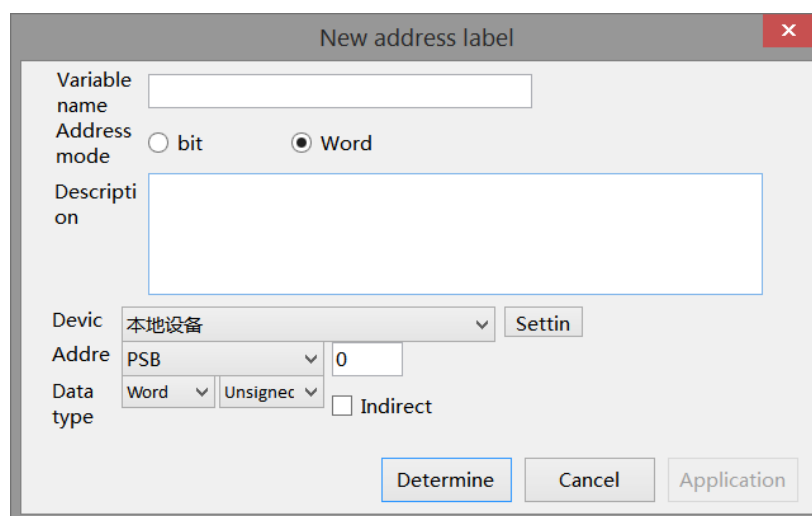 New address label
Variable
name
Address
mode
bit
Word
Descripti
on
Devic
本地设备
Settin
Addre
PSB
0
Data
type
Word
Unsignec
Indirect
Determine
Cancel
Application